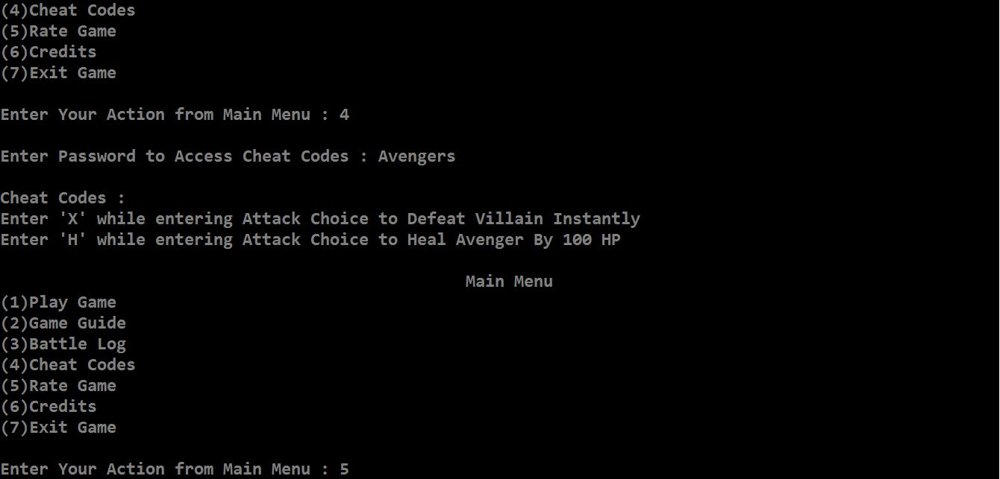 (4)Cheat Codes
(5)Rate Game
(6)Credits
(7)Exit Game
Enter Your Action from Main Menu : 4
Enter Password to Access Cheat Codes : Avengers
Cheat Codes :
Enter 'X' while entering Attack Choice to Defeat Villain Instantly
Enter 'H' while entering Attack Choice to Heal Avenger By 100 HP
Main Menu
(1)Play Game
(2)Game Guide
(3)Battle Log
(4)Cheat Codes
(5)Rate Game
(6)Credits
(7)Exit Game
Enter Your Action from Main Menu : 5